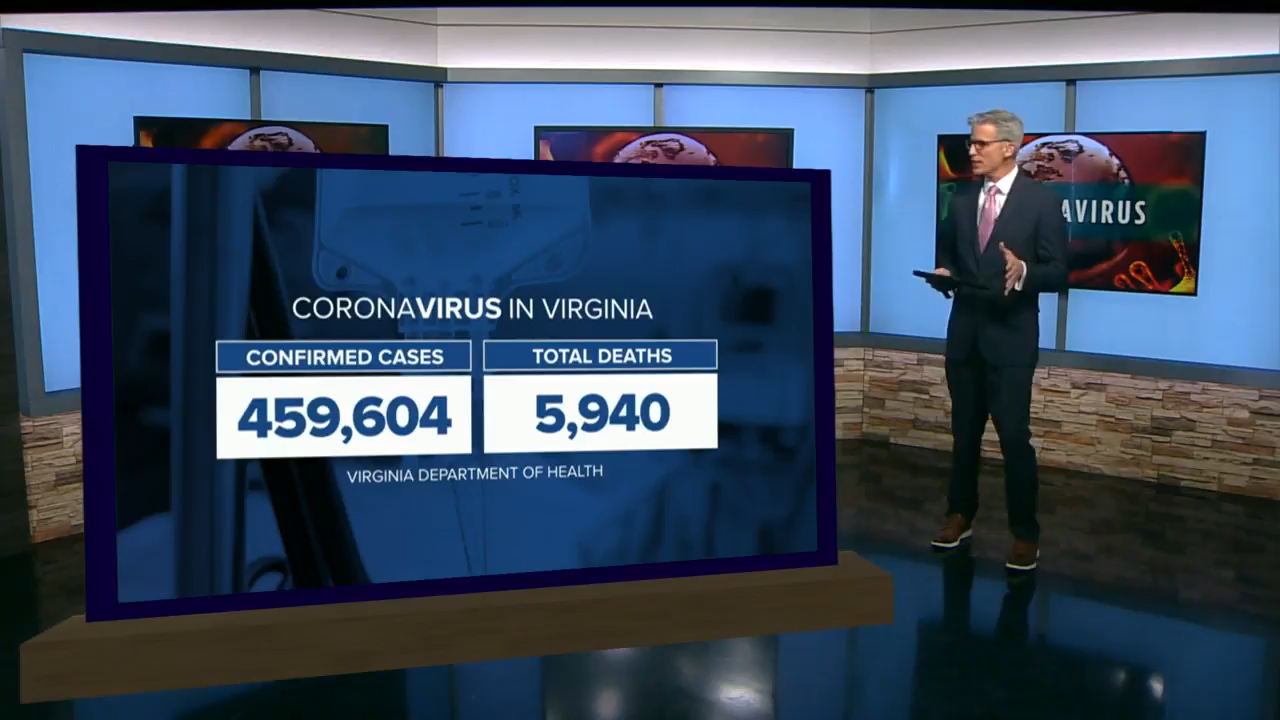 CORONAVIRUS IN VIRGINIA
CONFIRMED CASES
TOTAL DEATHS
459,604
5,940
VIRGINIA DEPARTMENT OF HEALTH
AVIRUS